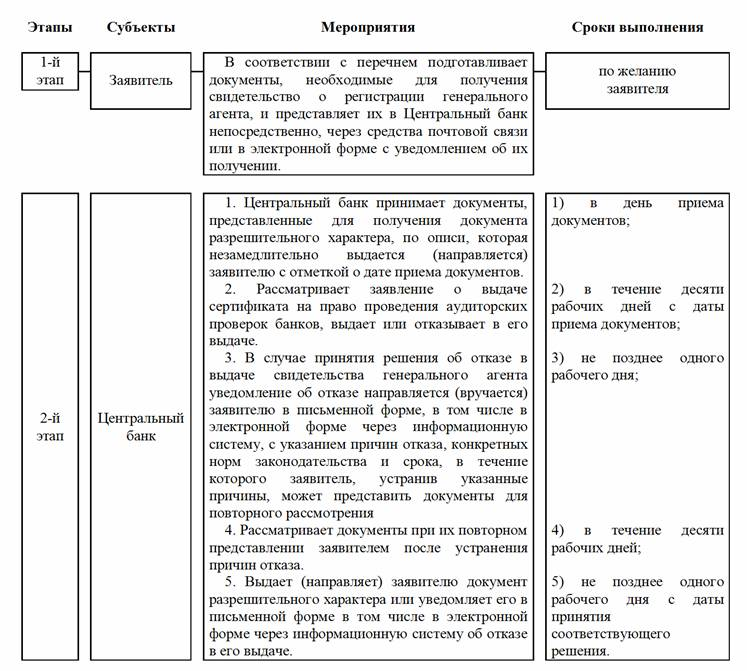 Этапы Субъекты Мероприятия Сроки выполнения
1-й
этап
Заявитель
В соответствии с перечнем подготавливает
документы, необходимые для получения
свидетельство о регистрации генерального
агента, и представляет их в Центральный банк
непосредственно, через средства почтовой связи
или в электронной форме с уведомлением об их
получении.
по желанию
заявителя
2-й
этап
Центральный
банк
1. Центральный банк принимает документы,
представленные для получения документа
разрешительного характера, по описи, которая
незамедлительно выдается (направляется)
заявителю с отметкой о дате приема документов.
2. Рассматривает заявление о выдаче
сертификата на право проведения аудиторских
проверок банков, выдает или отказывает в его
выдаче.
3. В случае принятия решения об отказе в
выдаче свидетельства генерального агента
уведомление об отказе направляется (вручается)
заявителю в письменной форме, в том числе в
электронной форме через информационную
систему, с указанием причин отказа, конкретных
норм законодательства и срока, в течение
которого заявитель, устранив указанные
причины, может представить документы для
повторного рассмотрения
4. Рассматривает документы при их повторном
представлении заявителем после устранения
причин отказа.
5. Выдает (направляет) заявителю документ
разрешительного характера или уведомляет его в
письменной форме в том числе в электронной
форме через информационную систему об отказе
в его выдаче.
1) в день приема
документов;
2) в течение десяти
рабочих дней с даты
приема документов;
3) не позднее одного
рабочего дня;
4) в течение десяти
рабочих дней;
5) не позднее одного
рабочего дня с даты
принятия
соответствующего
решения.